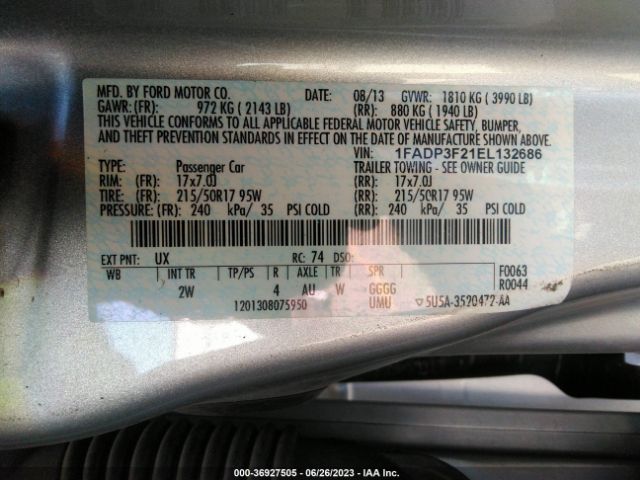 MFD. BY FORD MOTOR CO. DATE: 08/13 GVWR: 1810 KG ( 3990 LB)
GAWR: (FR): 972 KG ( 2143 LB) (RR): 880 KG ( 1940 LB)
THIS VEHICLE CONFORMS TO ALL APPLICABLE FEDERAL MOTOR VEHICLE SAFETY, BUMPER,
AND THEFT PREVENTION STANDARDS IN EFFECT ON THE DATE OF MANUFACTURE SHOWN ABOVE.
VIN: 1FADP3F21EL132686
TYPE: Passenger Car TRAILER TOWING - SEE OWNER GUIDE
RIM: (FR): 17x7.0J (RR): 17x7.0J
TIRE: (FR): 215/50R17 95W (RR): 215/50R17 95W
PRESSURE: (FR): 240 kPa/ 35 PSI COLD (RR): 240 kPa/ 35 PSI COLD
EXT PNT: UX RC: 74 DSO:
WB INT TR TP/PS R AXLE TR SPR F0063
2W 4 AU W GGGG R0044
1201308075950 UMU ▽ 5U5A-3520472-AA
000-36927505 - 06/26/2023 - IAA Inc.